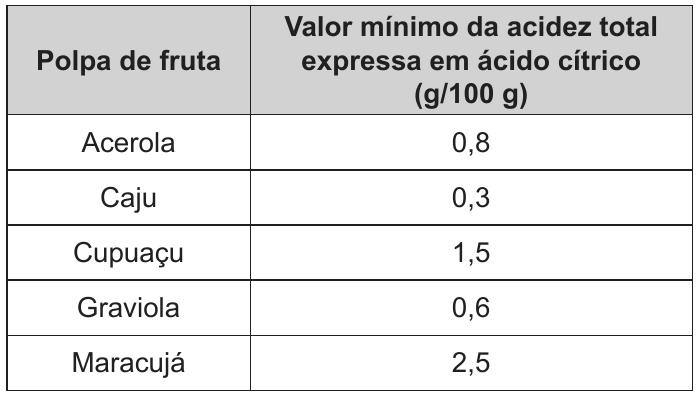 Polpa de fruta
Valor mínimo da acidez total
expressa em ácido cítrico
(g/100 g)
Acerola 0,8
Caju 0,3
Cupuaçu 1,5
Graviola 0,6
Maracujá 2,5